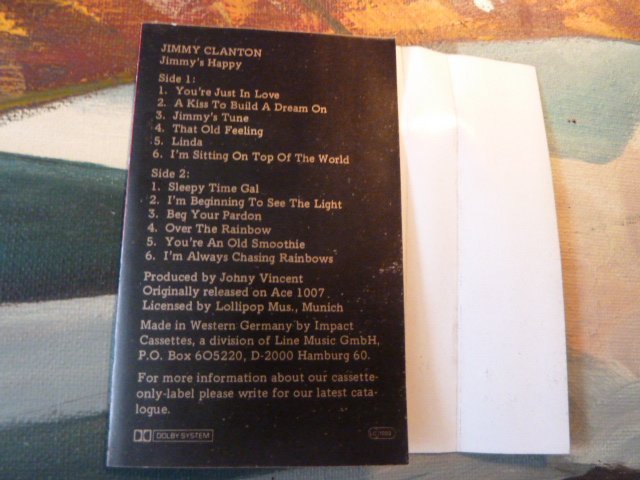 JIMMY CLANTON
Jimmy's Happy
Side 1:
1. You're Just In Love
2. A Kiss To Build A Dream On
3. Jimmy's Tune
4. That Old Feeling
5. Linda
6. I'm Sitting On Top Of The World
Side 2:
1. Sleepy Time Gal
2. I'm Beginning To See The Light
3. Beg Your Pardon
4. Over The Rainbow
5. You're An Old Smoothie
6. I'm Always Chasing Rainbows
Produced by Johny Vincent
Originally released on Ace 1007
Licensed by Lollipop Mus., Munich
Made in Western Germany by Impact
Cassettes, a division of Line Music GmbH,
P.O. Box 605220, D-2000 Hamburg 60.
For more information about our cassette-
only-label please write for our latest cata-
logue.
DOLBY SYSTEM